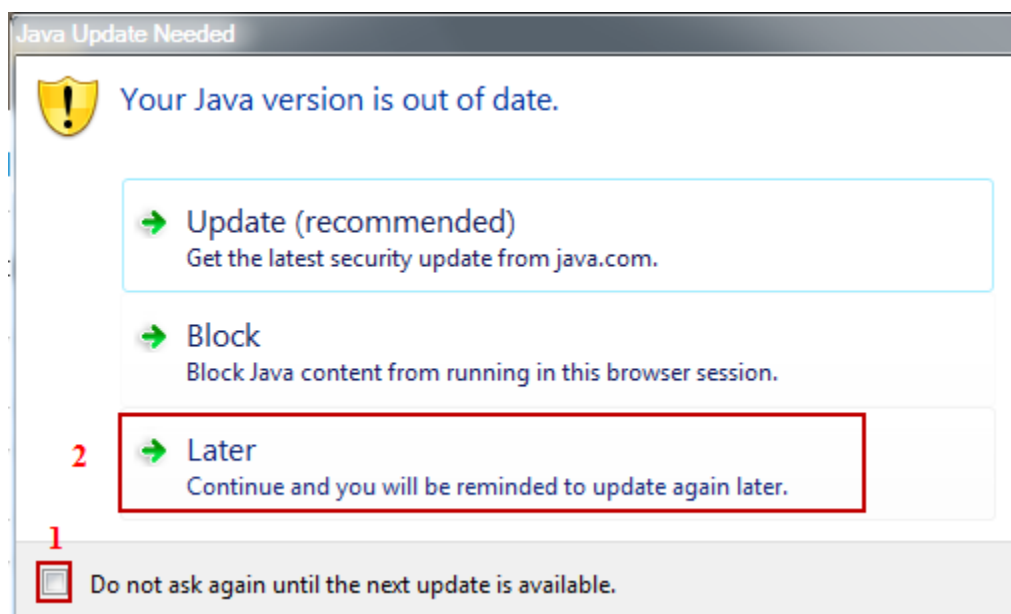 Java Update Needed
Your Java version is out of date.
Update (recommended)
Get the latest security update from java.com.
Block
Block Java content from running in this browser session.
2
Later
Continue and you will be reminded to update again later.
1
Do not ask again until the next update is available.